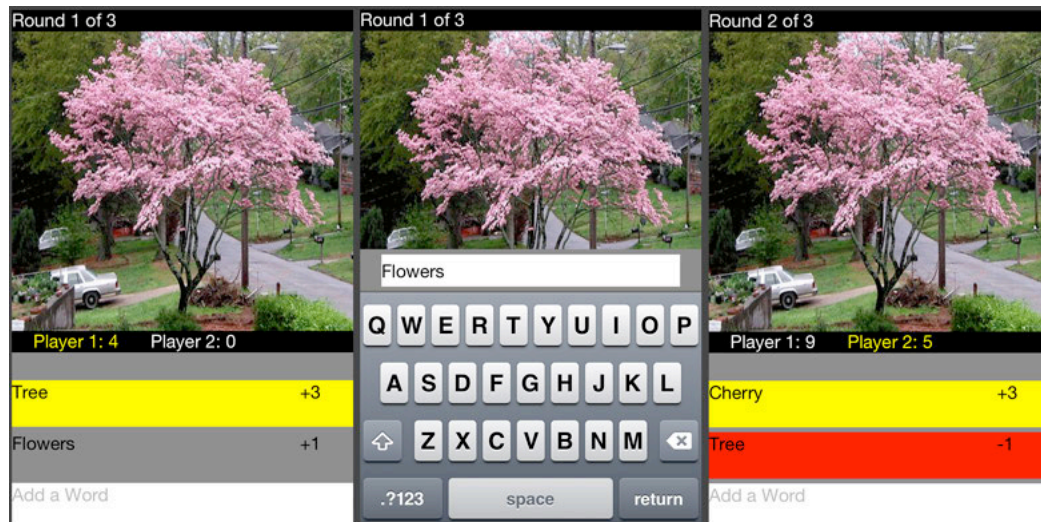 Round 1 of 3
Player 1: 4 Player 2: 0
Tree +3
Flowers +1
Add a Word
Round 1 of 3
Flowers
Q W E R T Y U I O P
A S D F G H J K L
Z X C V B N M
.?123 space return
Round 2 of 3
Player 1: 9 Player 2: 5
Cherry +3
Tree -1
Add a Word